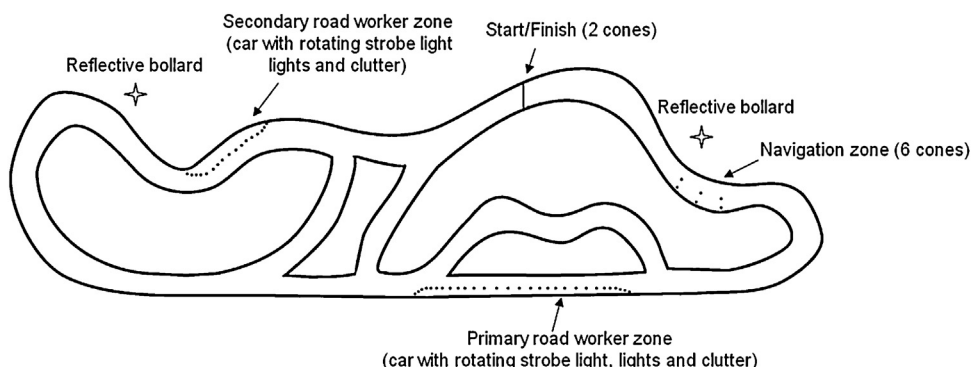 Secondary road worker zone
(car with rotating strobe light
lights and clutter)
Start/Finish (2 cones)
Reflective bollard
Reflective bollard
Navigation zone (6 cones)
Primary road worker zone
(car with rotating strobe light, lights and clutter)